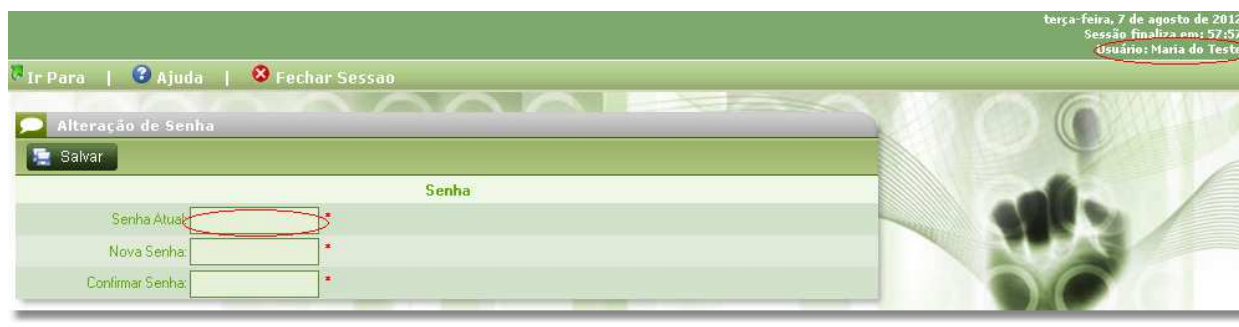 terça-feira, 7 de agosto de 2012
Sessão finaliza em: 57:57
Usuário: Maria do Teste
Ir Para | Ajuda | Fechar Sessao
Alteração de Senha
Salvar
Senha
Senha Atual: *
Nova Senha: *
Confirmar Senha: *